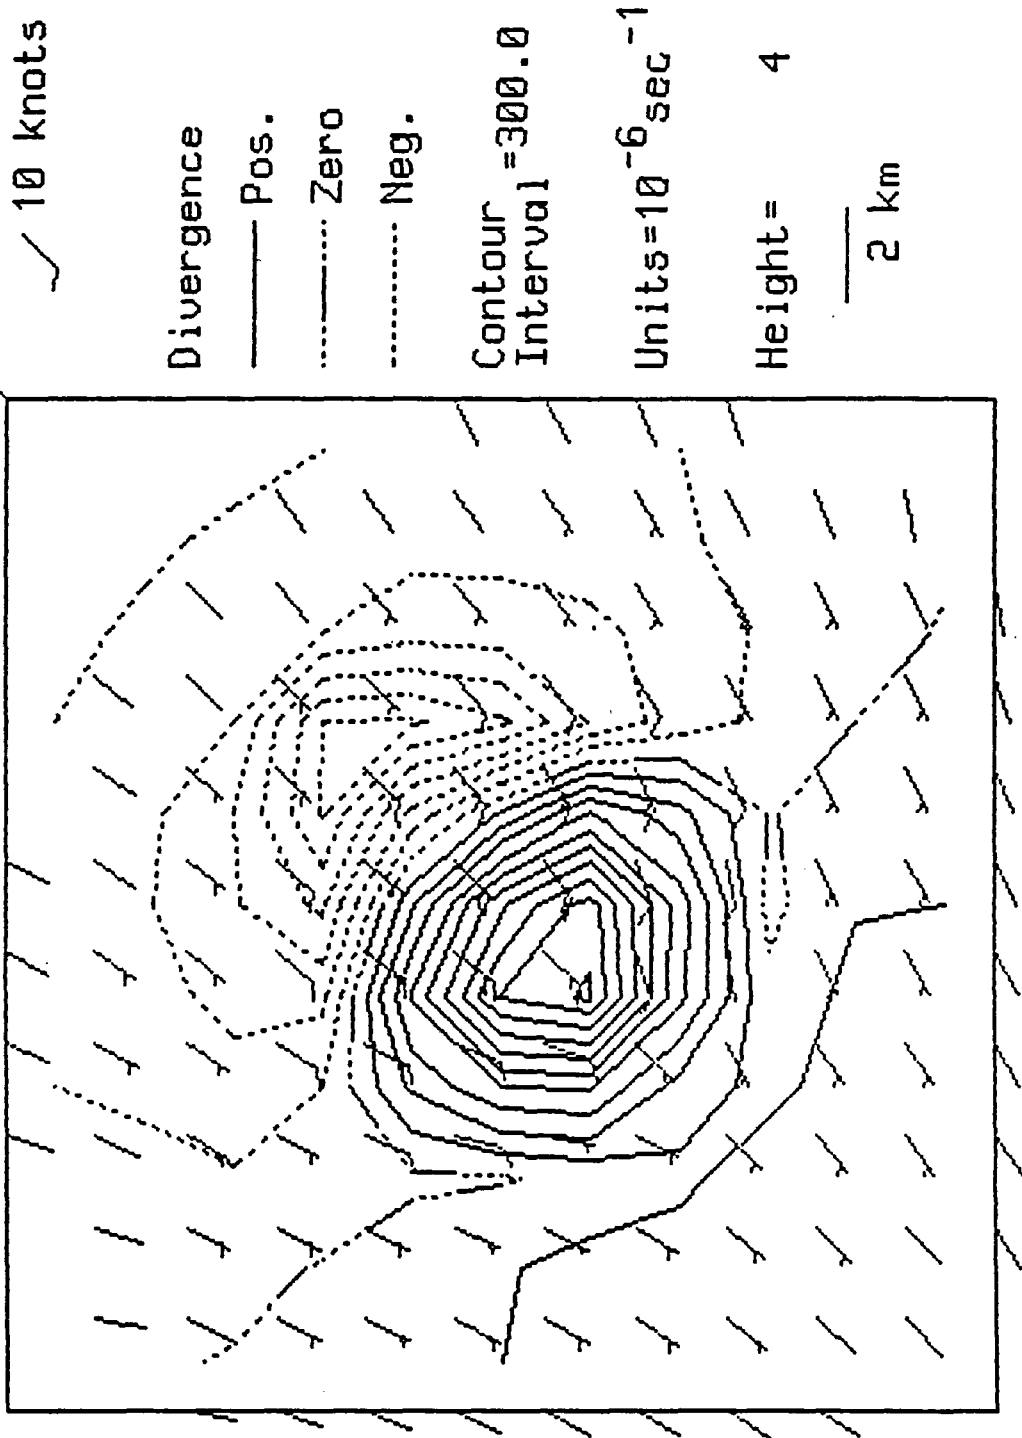 10 knots
Divergence
Pos.
Zero
Neg.
Contour
Interval =300.0
Units=10⁻⁶sec⁻¹
Height= 4
2 km